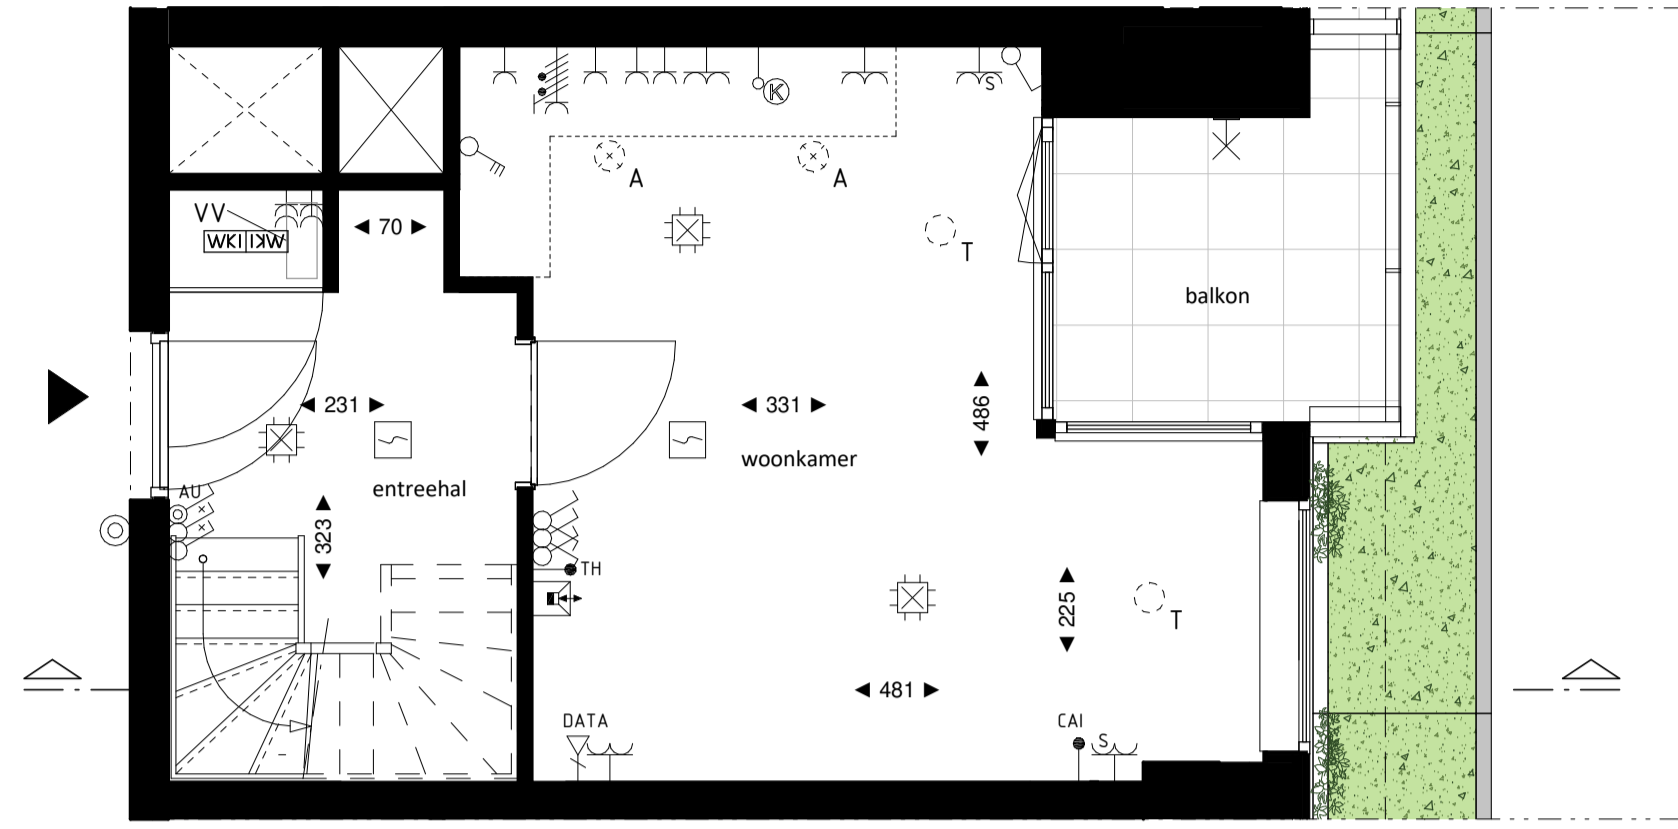 S
K
A
A
VV
WKI
WKI
◄ 70 ►
T
balkon
◄ 231 ►
◄ 331 ►
◄ 486 ►
woonkamer
entreehal
AU
◄ 323 ►
TH
◄ 225 ►
T
◄ 481 ►
DATA
CAI
S